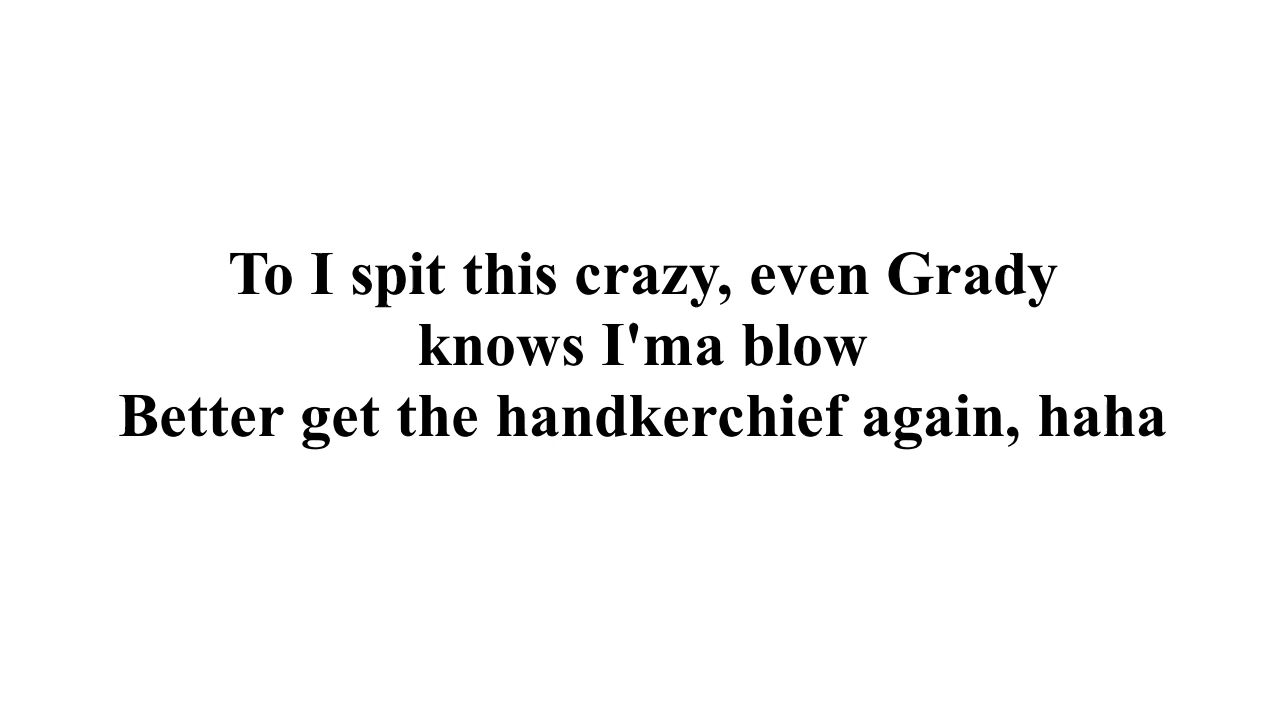 To I spit this crazy, even Grady
knows I'ma blow
Better get the handkerchief again, haha